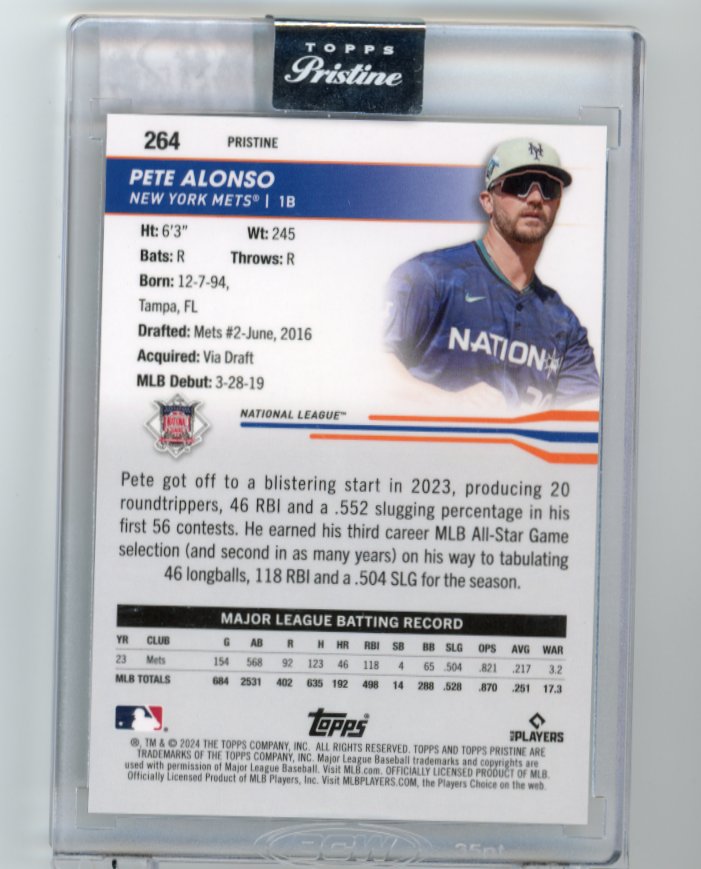 TOPPS
Pristine
264 PRISTINE
PETE ALONSO
NEW YORK METS® | 1B
Ht: 6'3" Wt: 245
Bats: R Throws: R
Born: 12-7-94,
Tampa, FL
Drafted: Mets #2-June, 2016
Acquired: Via Draft
MLB Debut: 3-28-19
NY
NATION
NATIONAL LEAGUE™
Pete got off to a blistering start in 2023, producing 20
roundtrippers, 46 RBI and a .552 slugging percentage in his
first 56 contests. He earned his third career MLB All-Star Game
selection (and second in as many years) on his way to tabulating
46 longballs, 118 RBI and a .504 SLG for the season.
MAJOR LEAGUE BATTING RECORD
YR CLUB G AB R H HR RBI SB BB SLG OPS AVG WAR
23 Mets 154 568 92 123 46 118 4 65 .504 .821 .217 3.2
MLB TOTALS 684 2531 402 635 192 498 14 288 .528 .870 .251 17.3
topps®
PLAYERS
®, TM & © 2024 THE TOPPS COMPANY, INC. ALL RIGHTS RESERVED. TOPPS AND TOPPS PRISTINE ARE
TRADEMARKS OF THE TOPPS COMPANY, INC. Major League Baseball trademarks and copyrights are
used with permission of Major League Baseball. Visit MLB.com. OFFICIALLY LICENSED PRODUCT OF MLB.
Officially Licensed Product of MLB Players, Inc. Visit MLBPLAYERS.COM, the Players Choice on the web.
BCW 35pt